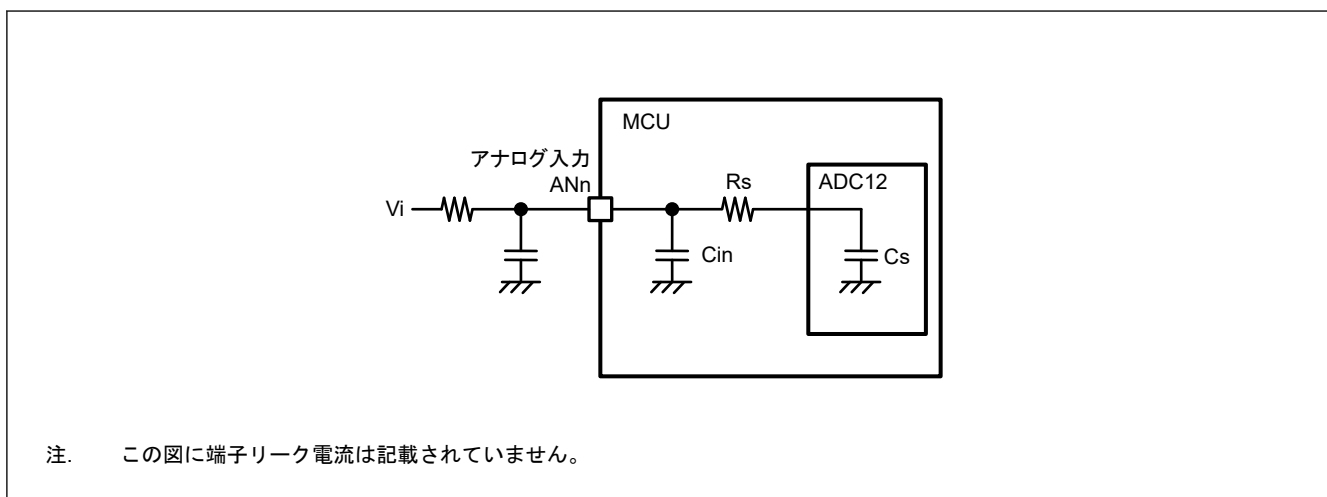 MCU
アナログ入力
ANn
Rs
ADC12
Vi
Cin
Cs
注. この図に端子リーク電流は記載されていません。